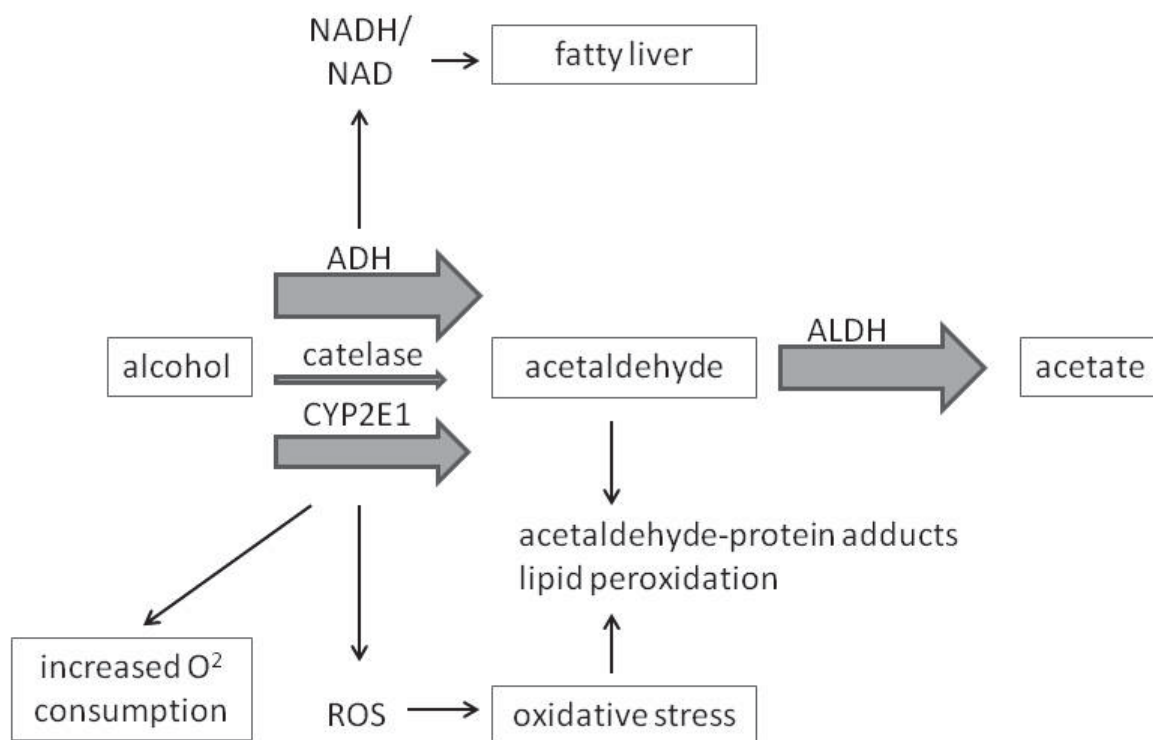 NADH/
NAD
fatty liver
ADH
alcohol
catelase
acetaldehyde
ALDH
acetate
CYP2E1
acetaldehyde-protein adducts
lipid peroxidation
increased O²
consumption
ROS
oxidative stress